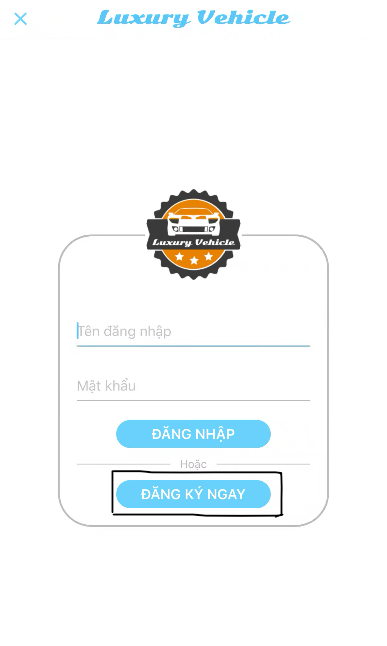 Luxury Vehicle
Luxury Vehicle
Tên đăng nhập
Mật khẩu
ĐĂNG NHẬP
Hoặc
ĐĂNG KÝ NGAY